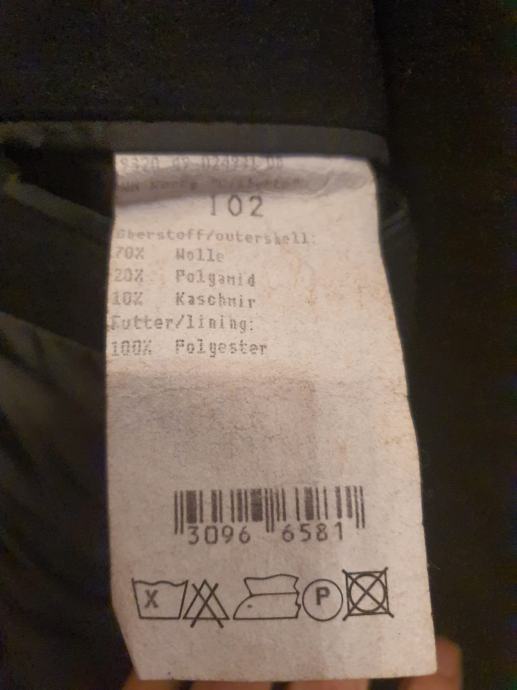 102
Oberstoff/outershell:
70% Wolle
20% Polyamid
10% Kaschmir
Futter/lining:
100% Polyester
3096 6581
X P